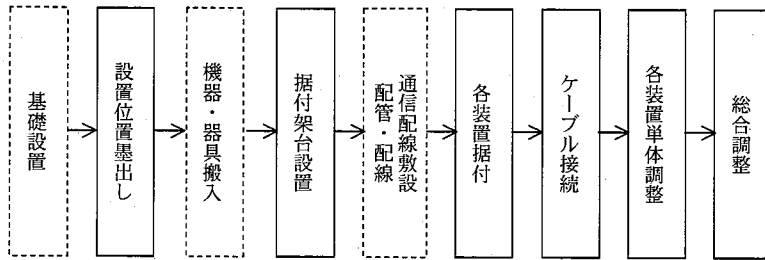 基礎設置
設置位置墨出し
機器・器具搬入
据付架台設置
通信配線敷設
配管・配線
各装置据付
ケーブル接続
各装置単体調整
総合調整